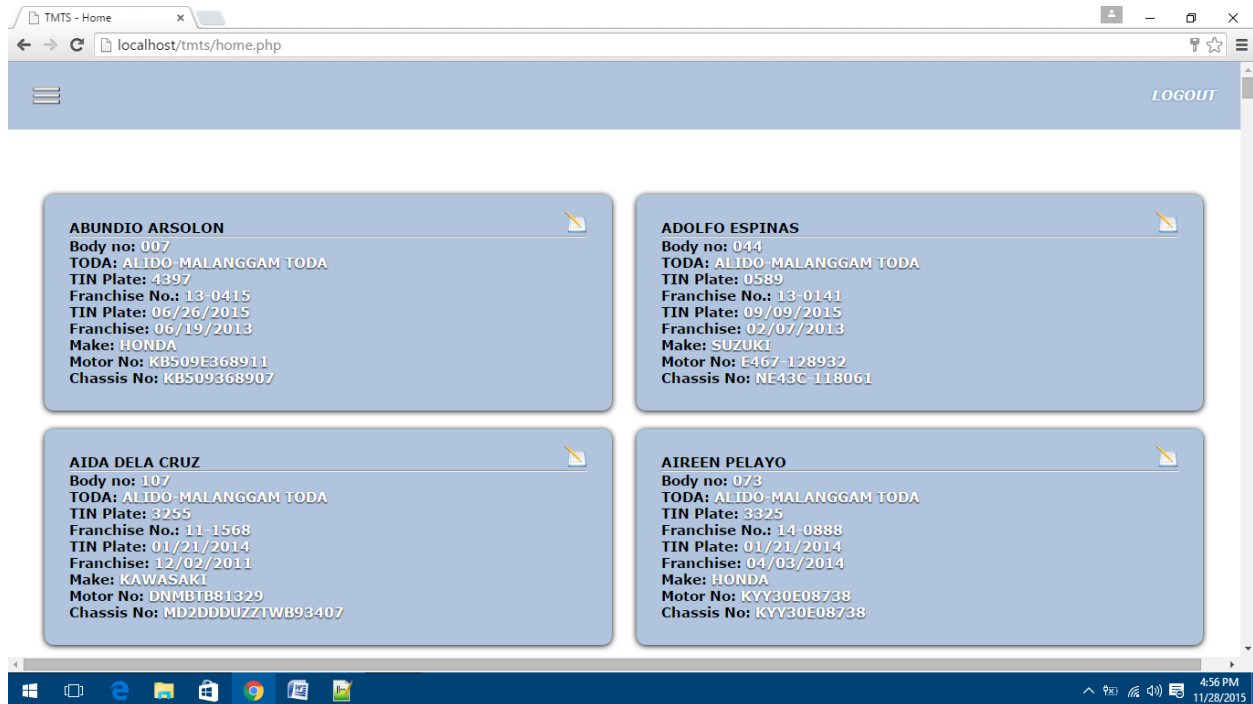 TMTS - Home
localhost/tmts/home.php
LOGOUT
ABUNDIO ARSOLON
Body no: 007
TODA: ALIDO-MALANGGAM TODA
TIN Plate: 4397
Franchise No.: 13-0415
TIN Plate: 06/26/2015
Franchise: 06/19/2013
Make: HONDA
Motor No: KB509E368911
Chassis No: KB509368907
ADOLFO ESPINAS
Body no: 044
TODA: ALIDO-MALANGGAM TODA
TIN Plate: 0589
Franchise No.: 13-0141
TIN Plate: 09/09/2015
Franchise: 02/07/2013
Make: SUZUKI
Motor No: E467-128932
Chassis No: NE43C-118061
AIDA DELA CRUZ
Body no: 107
TODA: ALIDO-MALANGGAM TODA
TIN Plate: 3255
Franchise No.: 11-1568
TIN Plate: 01/21/2014
Franchise: 12/02/2011
Make: KAWASAKI
Motor No: DNMBTB81329
Chassis No: MD2DDDUZZTWB93407
AIREEN PELAYO
Body no: 073
TODA: ALIDO-MALANGGAM TODA
TIN Plate: 3325
Franchise No.: 14-0888
TIN Plate: 01/21/2014
Franchise: 04/03/2014
Make: HONDA
Motor No: KYY30E08738
Chassis No: KYY30E08738
4:56 PM
11/28/2015